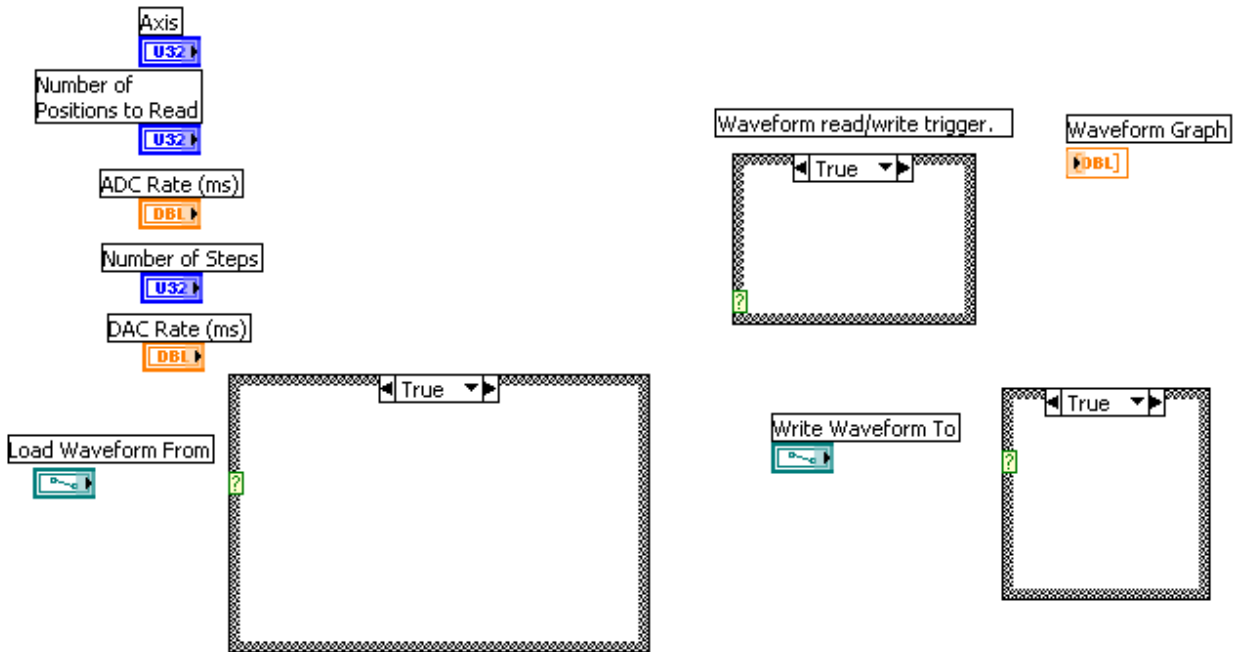 Axis
U32
Number of
Positions to Read
U32
ADC Rate (ms)
DBL
Number of Steps
U32
DAC Rate (ms)
DBL
True
Load Waveform From
?
Waveform read/write trigger.
True
?
Waveform Graph
[DBL]
Write Waveform To
True
?